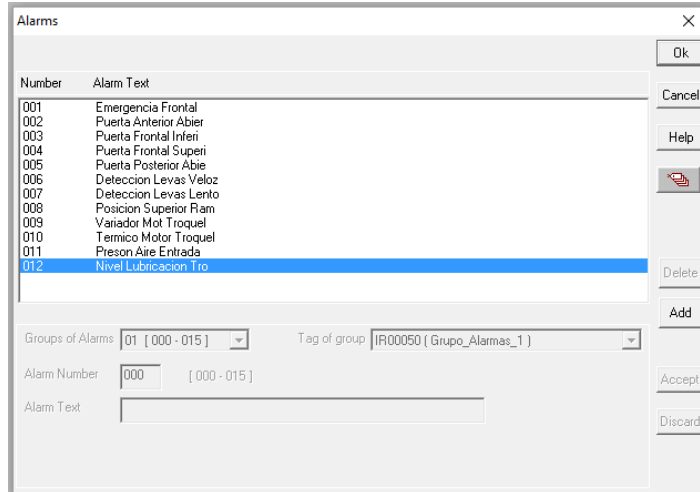 Alarms
Ok
Number Alarm Text
Cancel
001 Emergencia Frontal
002 Puerta Anterior Abier
003 Puerta Frontal Inferi
004 Puerta Frontal Superi
005 Puerta Posterior Abie
006 Deteccion Levas Veloz
007 Deteccion Levas Lento
008 Posicion Superior Ram
009 Variador Mot Troquel
010 Termico Motor Troquel
011 Preson Aire Entrada
012 Nivel Lubricacion Tro
Help
Delete
Add
Groups of Alarms 01 [ 000 - 015 ] Tag of group IR00050 ( Grupo_Alarmas_1 )
Alarm Number 000 [ 000 - 015 ]
Accept
Alarm Text
Discard